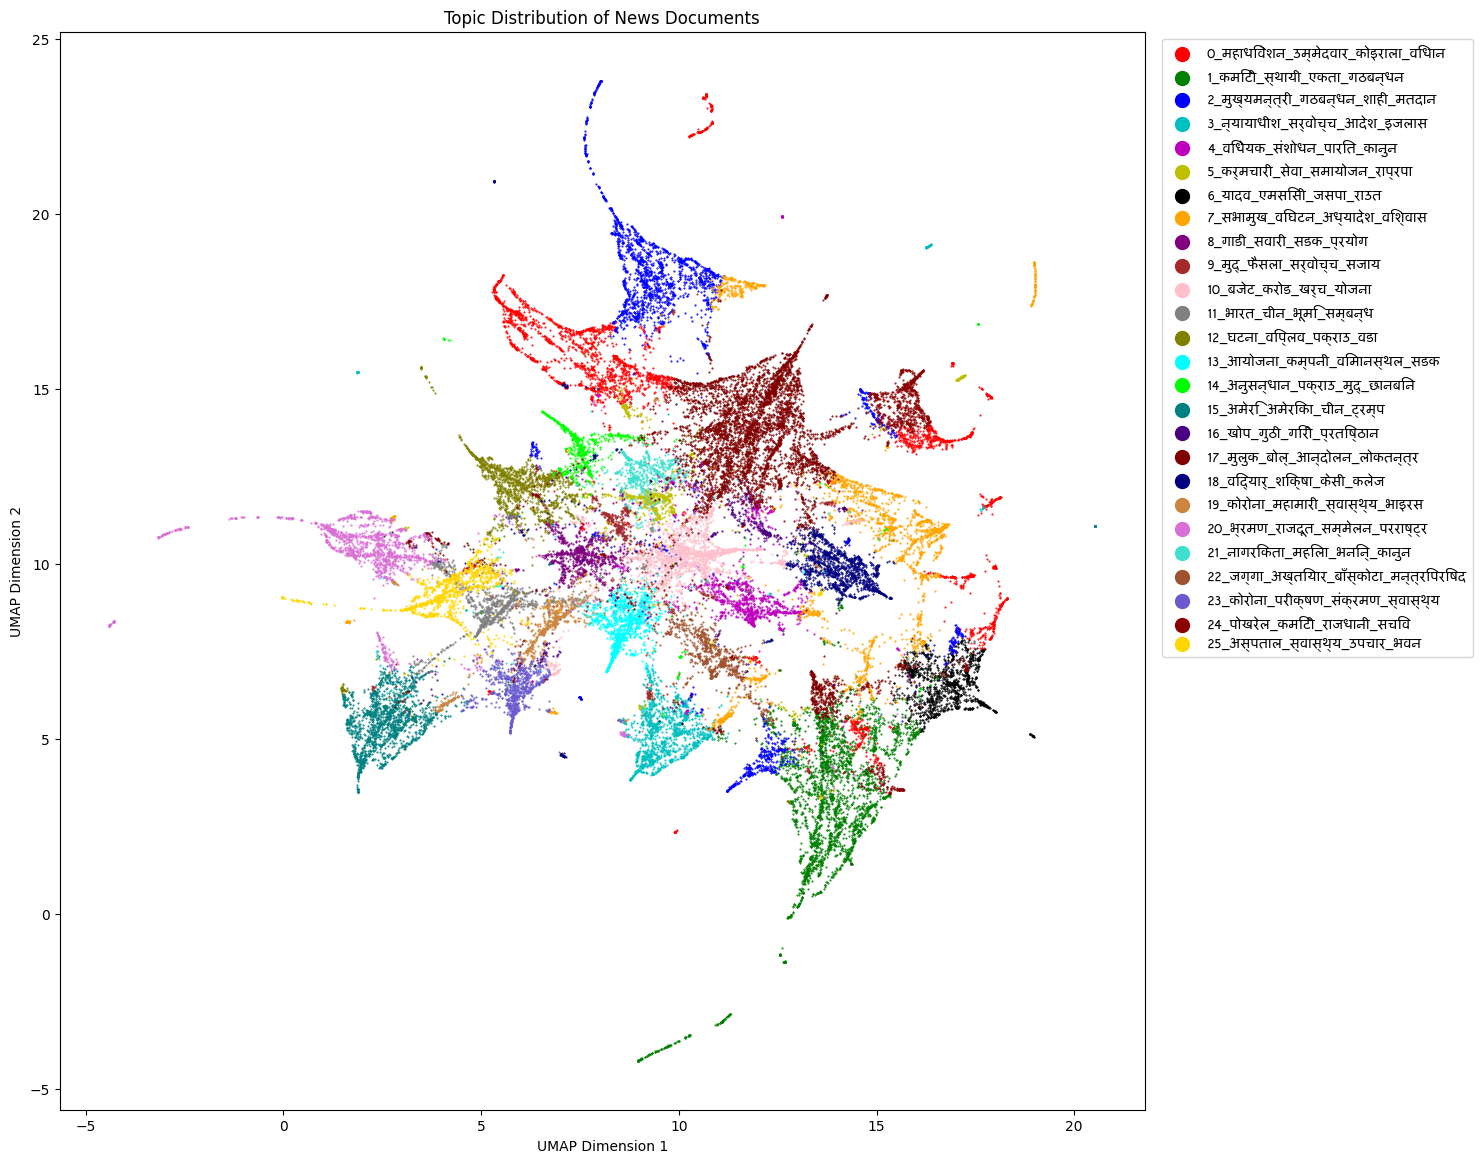 Topic Distribution of News Documents
25
20
15
10
5
0
−5
UMAP Dimension 2
−5
0
5
10
15
20
UMAP Dimension 1
0_महाधिवेशन_उम्मेदवार_कोइराला_विधान
1_कमिटी_स्थायी_एकता_गठबन्धन
2_मुख्यमन्त्री_गठबन्धन_शाही_मतदान
3_न्यायाधीश_सर्वोच्च_आदेश_इजलास
4_विधेयक_संशोधन_पारित_कानुन
5_कर्मचारी_सेवा_समायोजन_राप्रपा
6_यादव_एमसिसी_जसपा_राउत
7_सभामुख_विघटन_अध्यादेश_विश्वास
8_गाडी_सवारी_सडक_प्रयोग
9_मुद्_फैसला_सर्वोच्च_सजाय
10_बजेट_करोड_खर्च_योजना
11_भारत_चीन_भूमि_सम्बन्ध
12_घटना_विप्लव_पक्राउ_वडा
13_आयोजना_कम्पनी_विमानस्थल_सडक
14_अनुसन्धान_पक्राउ_मुद्_छानबिन
15_अमेरि_अमेरिका_चीन_ट्रम्प
16_खोप_गुठी_गिरी_प्रतिष्ठान
17_मुलुक_बोल्_आन्दोलन_लोकतन्त्र
18_विद्यार्_शिक्षा_केसी_कलेज
19_कोरोना_महामारी_स्वास्थ्य_भाइरस
20_भ्रमण_राजदूत_सम्मेलन_परराष्ट्र
21_नागरिकता_महिला_भनिन्_कानुन
22_जग्गा_अख्तियार_बाँस्कोटा_मन्त्रिपरिषद
23_कोरोना_परीक्षण_संक्रमण_स्वास्थ्य
24_पोखरेल_कमिटी_राजधानी_सचिव
25_अस्पताल_स्वास्थ्य_उपचार_भवन